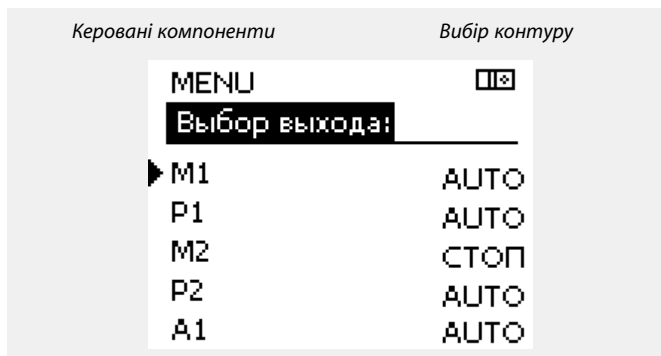 Керовані компоненти Вибір контуру
MENU
Выбор выхода:
M1 AUTO
P1 AUTO
M2 СТОП
P2 AUTO
A1 AUTO